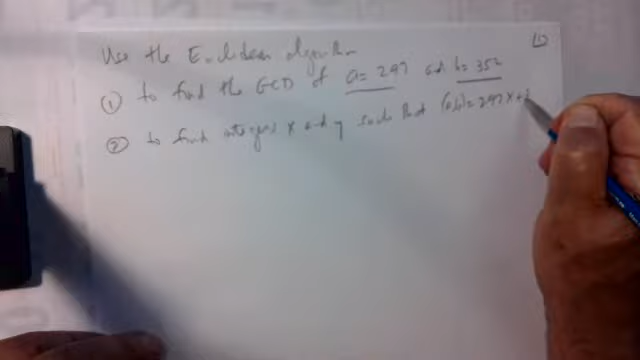 Use the Euclidean algorithm
① to find the GCD of a = 297 and b = 352
② to find integers x and y such that (a,b) = 297x +